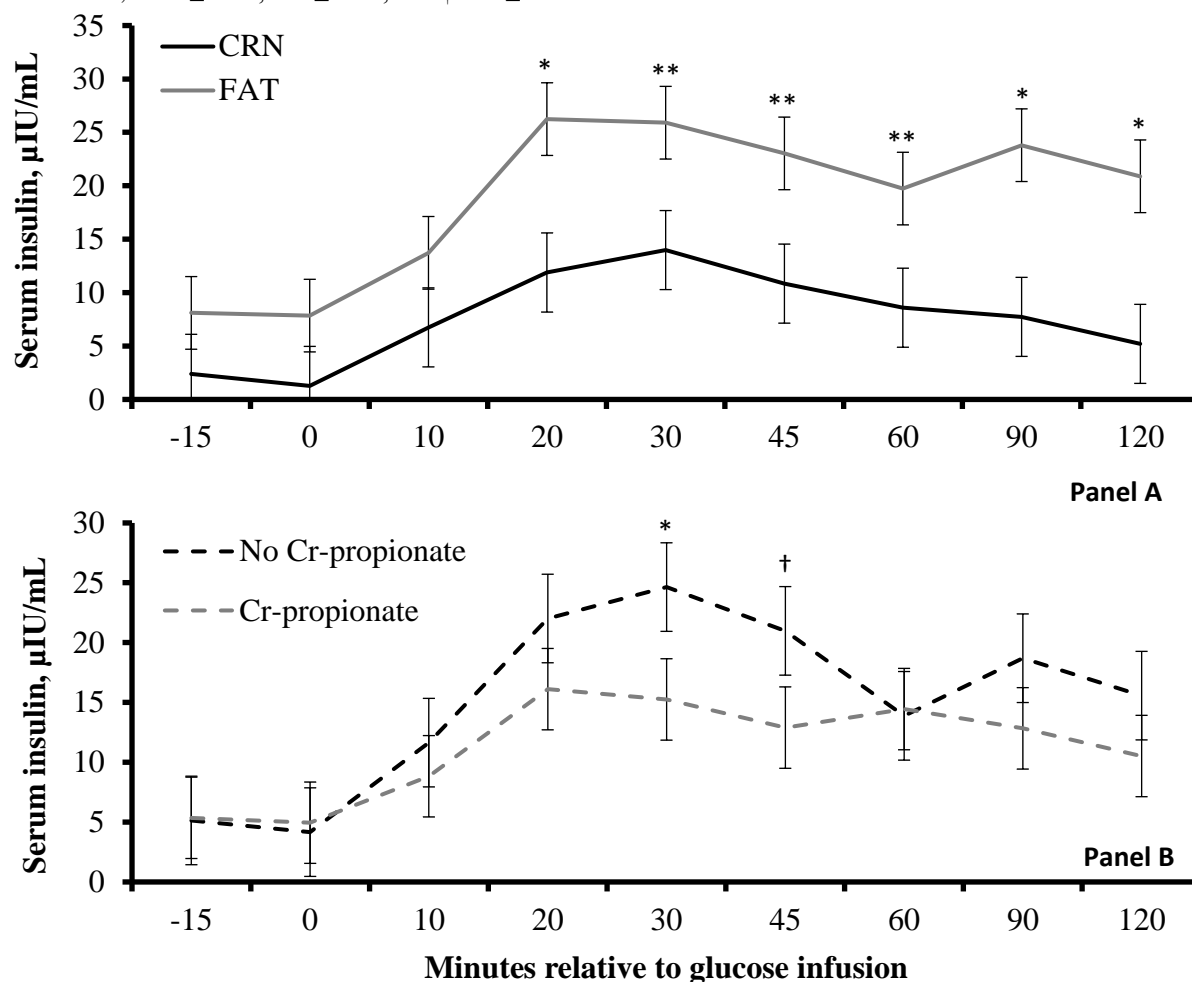 35
30
25
20
15
10
5
0
Serum insulin, µIU/mL
CRN
FAT
* ** ** ** * *
-15 0 10 20 30 45 60 90 120
Panel A
30
25
20
15
10
5
0
Serum insulin, µIU/mL
No Cr-propionate
Cr-propionate
* †
Panel B
-15 0 10 20 30 45 60 90 120
Minutes relative to glucose infusion